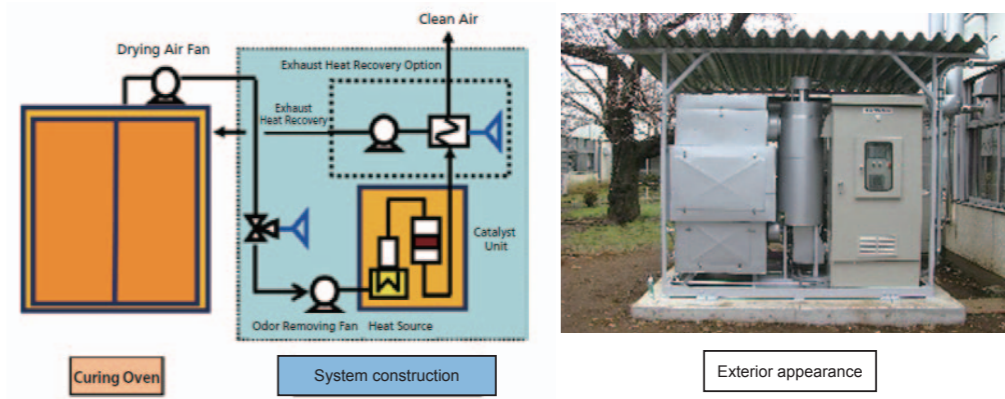 Clean Air
Drying Air Fan
Exhaust Heat Recovery Option
Exhaust
Heat Recovery
Catalyst
Unit
Odor Removing Fan
Heat Source
Curing Oven
System construction
Exterior appearance